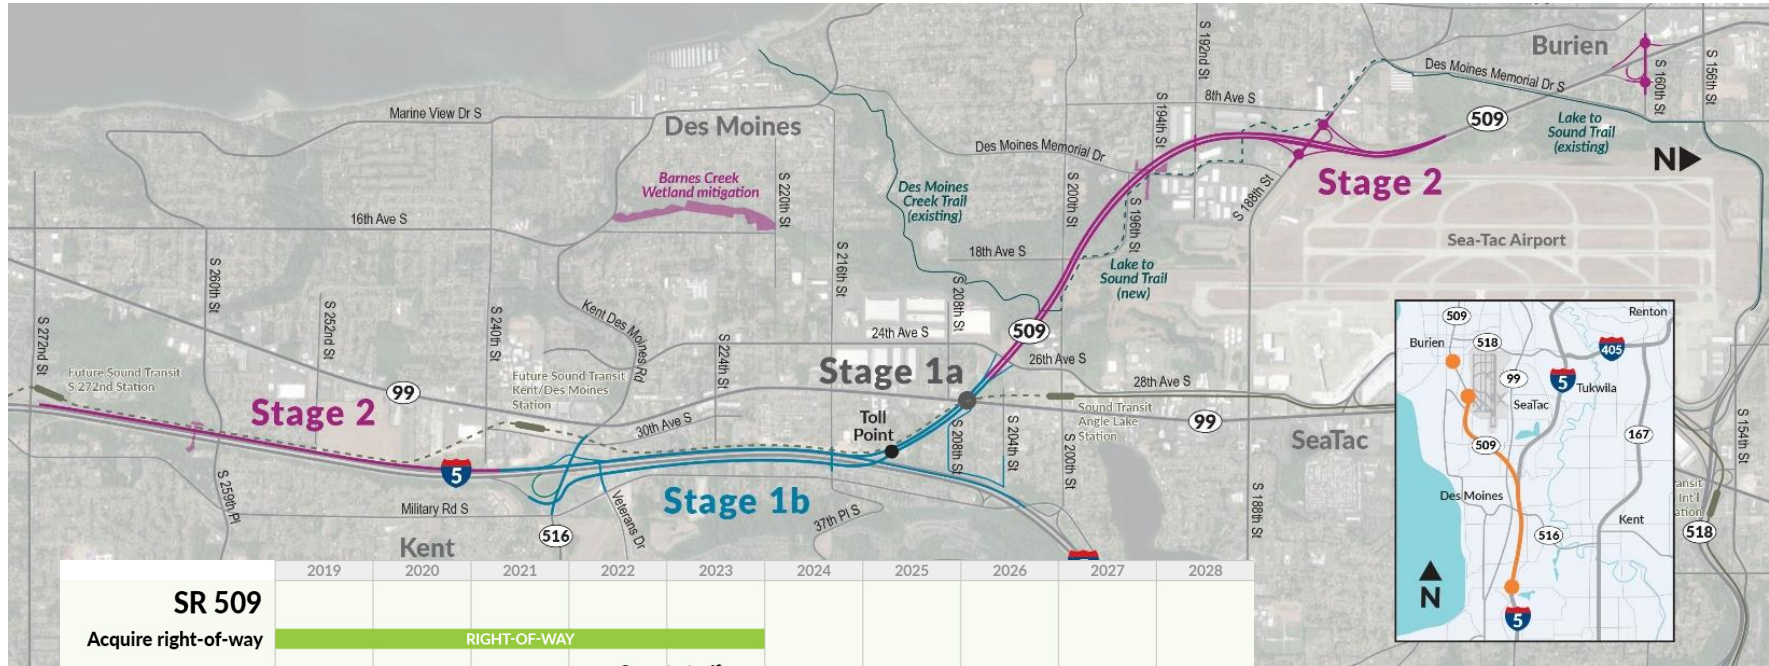 Burien
S 192nd St
S 156th St
S 160th St
Des Moines Memorial Dr S
8th Ave S
S 194th St
509
Lake to
Sound Trail
(existing)
N
Marine View Dr S
Des Moines
Des Moines Memorial Dr
Stage 2
S 188th St
Barnes Creek
Wetland mitigation
S 220th St
Des Moines
Creek Trail
(existing)
S 200th St
S 196th St
16th Ave S
18th Ave S
Sea-Tac Airport
S 216th St
Lake to
Sound Trail
(new)
S 260th St
S 252nd St
S 240th St
S 272nd St
Kent Des Moines Rd
S 208th St
24th Ave S
509
26th Ave S
S 224th St
Stage 1a
28th Ave S
Future Sound Transit
S 272nd Station
99
Future Sound Transit
Kent/Des Moines
Station
Stage 2
30th Ave S
Toll
Point
Sound Transit
Angle Lake
Station
99
SeaTac
S 208th St
S 204th St
S 200th St
S 154th St
5
S 259th Pl
Stage 1b
Military Rd S
Veterans Dr
37th Pl S
S 188th St
516
Kent
518
509
Renton
Burien
518
405
99
5
Tukwila
SeaTac
509
167
Des Moines
516
Kent
N
5
2019 2020 2021 2022 2023 2024 2025 2026 2027 2028
SR 509
Acquire right-of-way
RIGHT-OF-WAY